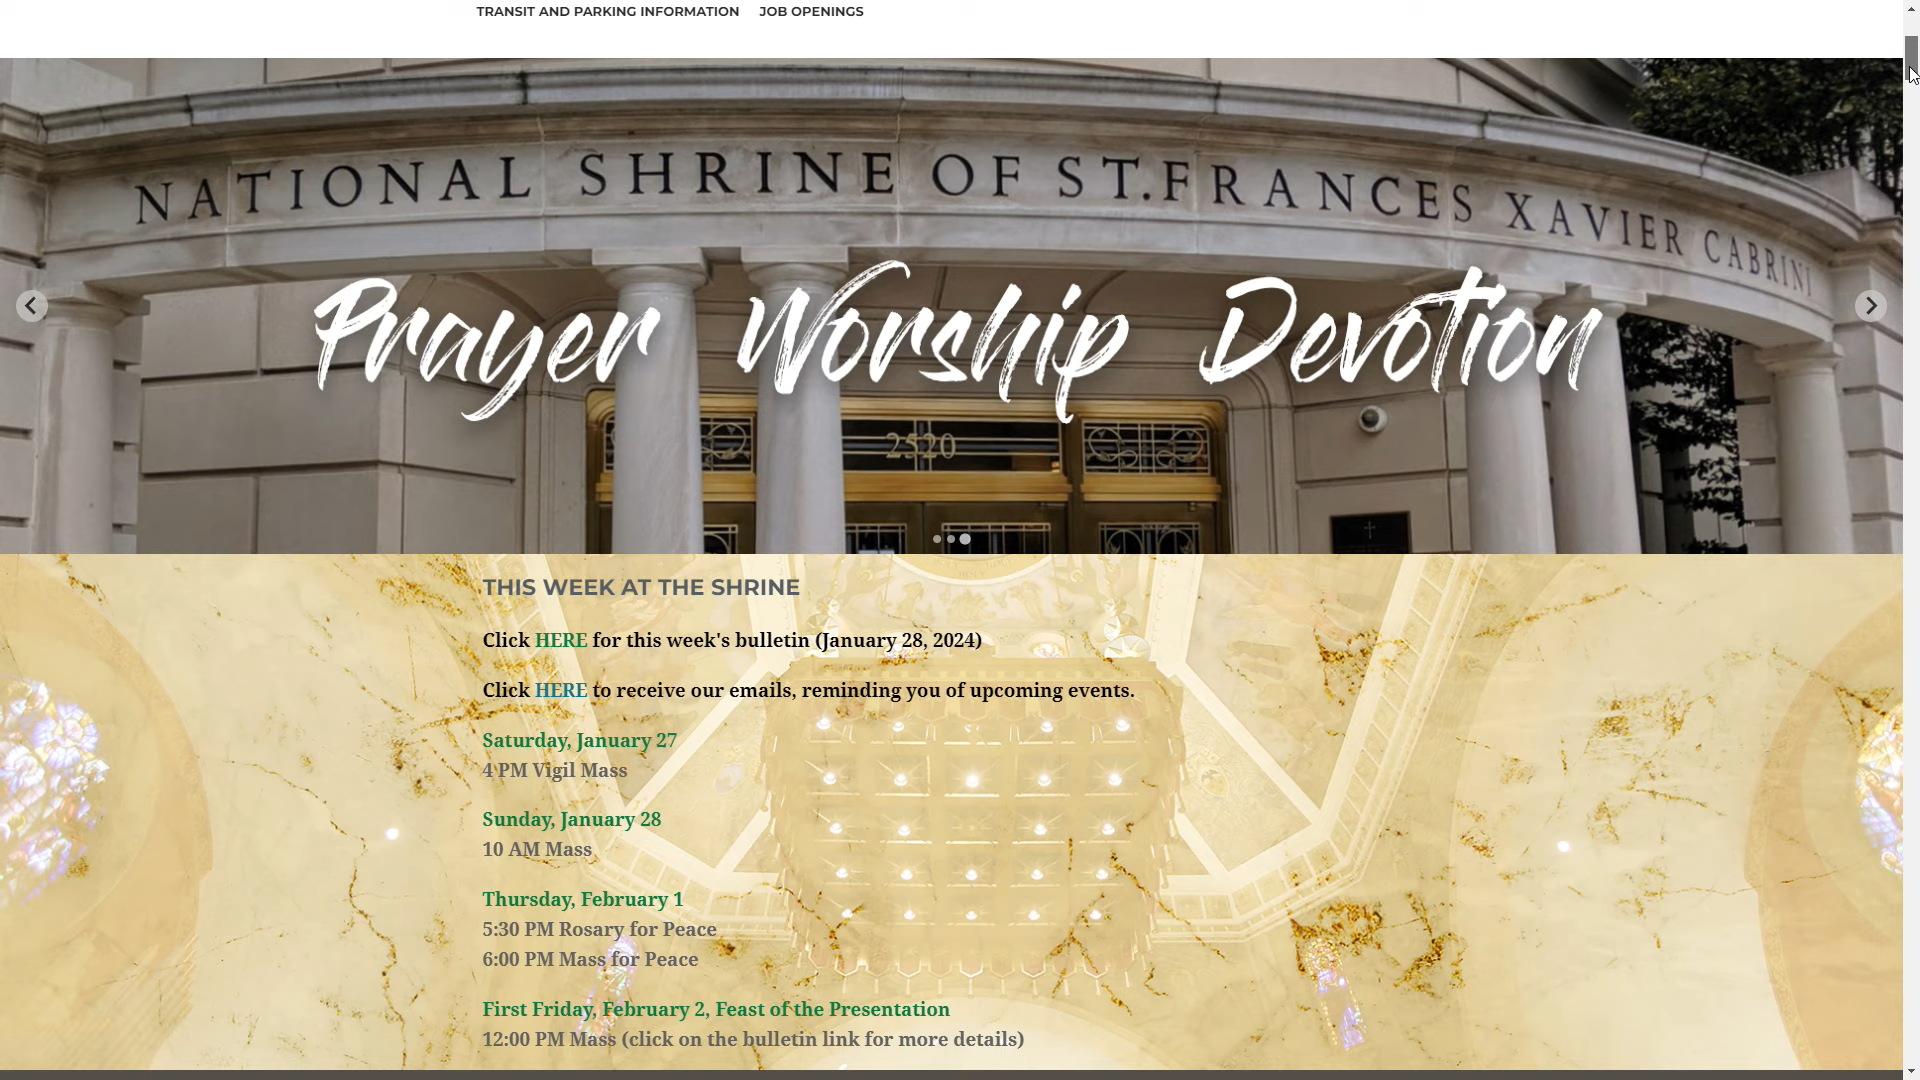 TRANSIT AND PARKING INFORMATION JOB OPENINGS
NATIONAL SHRINE OF ST. FRANCES XAVIER CABRINI
Prayer Worship Devotion
2520
THIS WEEK AT THE SHRINE
Click HERE for this week's bulletin (January 28, 2024)
Click HERE to receive our emails, reminding you of upcoming events.
Saturday, January 27
4 PM Vigil Mass
Sunday, January 28
10 AM Mass
Thursday, February 1
5:30 PM Rosary for Peace
6:00 PM Mass for Peace
First Friday, February 2, Feast of the Presentation
12:00 PM Mass (click on the bulletin link for more details)